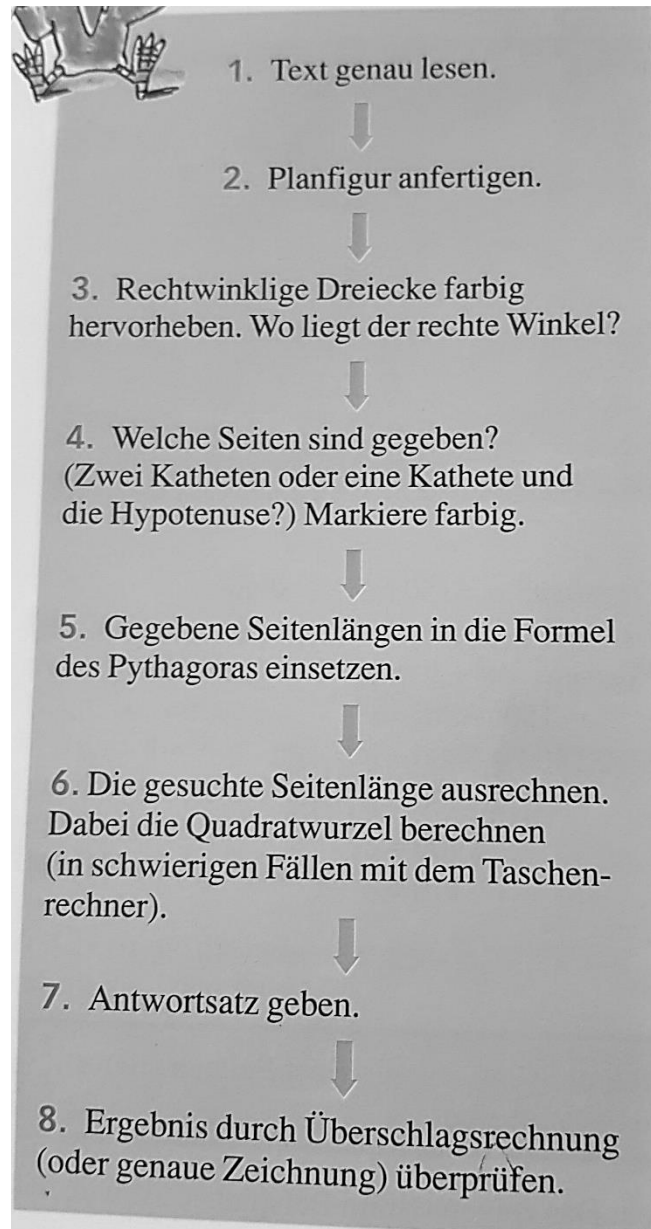 1. Text genau lesen.
2. Planfigur anfertigen.
3. Rechtwinklige Dreiecke farbig
hervorheben. Wo liegt der rechte Winkel?
4. Welche Seiten sind gegeben?
(Zwei Katheten oder eine Kathete und
die Hypotenuse?) Markiere farbig.
5. Gegebene Seitenlängen in die Formel
des Pythagoras einsetzen.
6. Die gesuchte Seitenlänge ausrechnen.
Dabei die Quadratwurzel berechnen
(in schwierigen Fällen mit dem Taschen-
rechner).
7. Antwortsatz geben.
8. Ergebnis durch Überschlagsrechnung
(oder genaue Zeichnung) überprüfen.